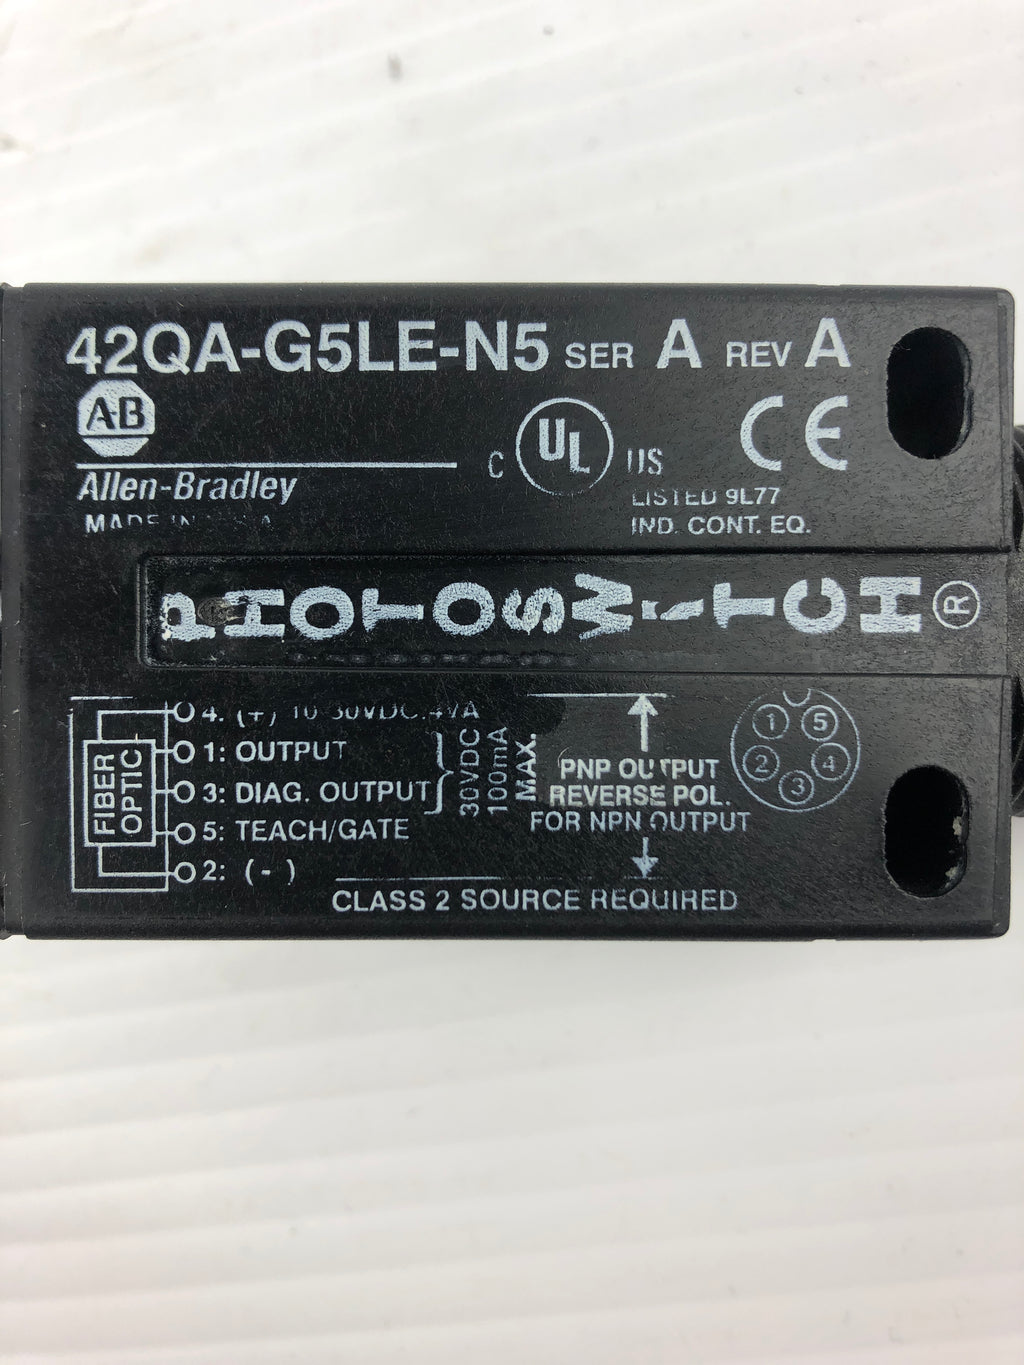 42QA-G5LE-N5 SER A REV A
A-B
Allen-Bradley
MADE IN
C UL US
CE
LISTED 9L77
IND. CONT. EQ.
PHOTOSWITCH®
FIBER OPTIC
4: (+) 10-30VDC, 4VA
1: OUTPUT
3: DIAG. OUTPUT
5: TEACH/GATE
2: (-)
30VDC
100mA
MAX.
PNP OUTPUT
REVERSE POL.
FOR NPN OUTPUT
1 5
2 4
3
CLASS 2 SOURCE REQUIRED